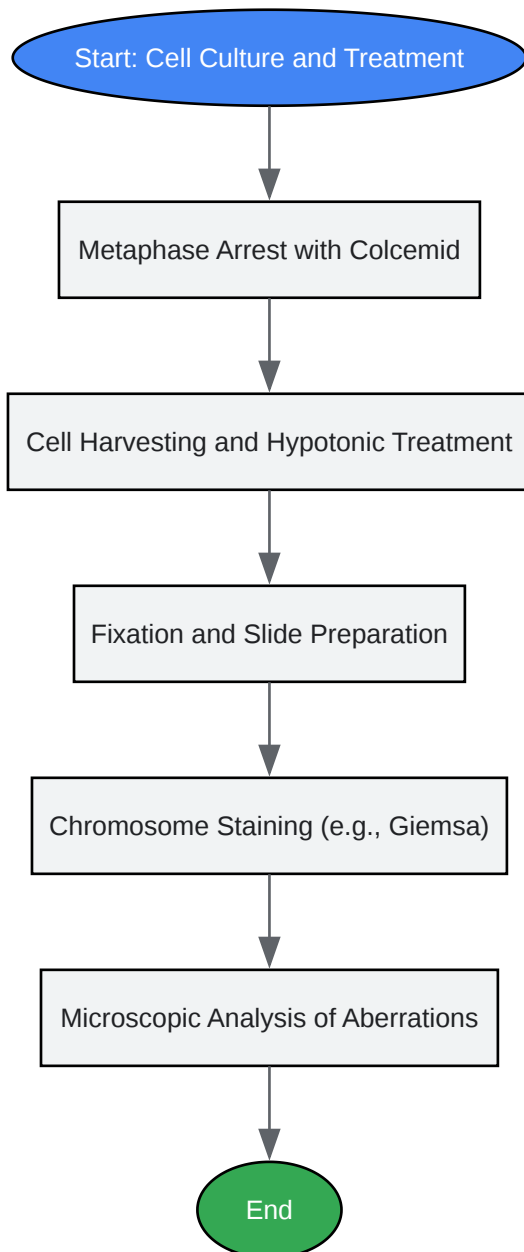 Start: Cell Culture and Treatment
Metaphase Arrest with Colcemid
Cell Harvesting and Hypotonic Treatment
Fixation and Slide Preparation
Chromosome Staining (e.g., Giemsa)
Microscopic Analysis of Aberrations
End